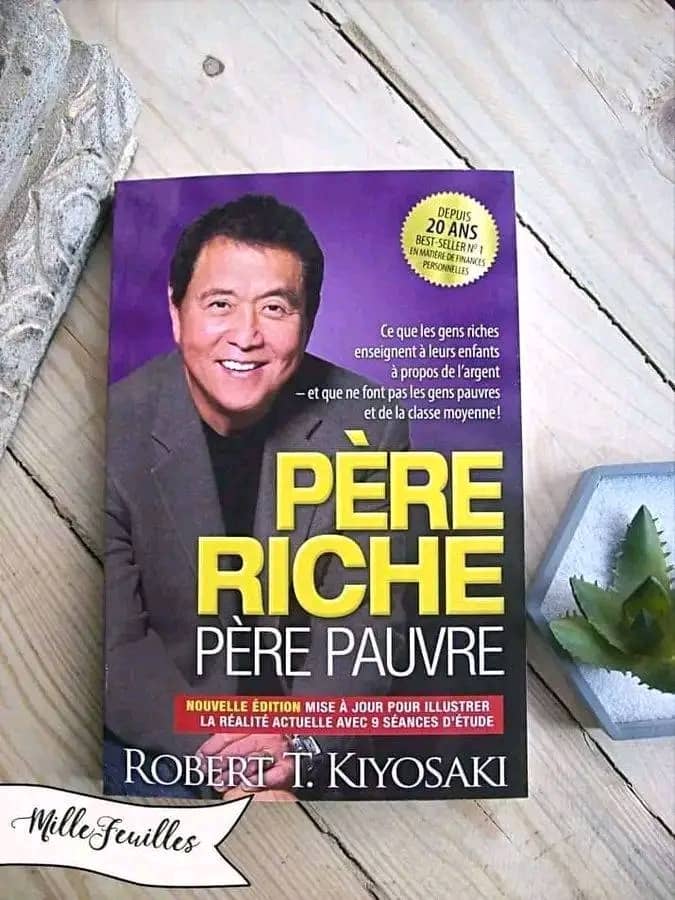 DEPUIS
20 ANS
BEST-SELLER N° 1
EN MATIÈRE DE FINANCES
PERSONNELLES
Ce que les gens riches
enseignent à leurs enfants
à propos de l'argent
– et que ne font pas les gens pauvres
et de la classe moyenne!
PÈRE
RICHE
PÈRE PAUVRE
NOUVELLE ÉDITION MISE À JOUR POUR ILLUSTRER
LA RÉALITÉ ACTUELLE AVEC 9 SÉANCES D'ÉTUDE
ROBERT T. KIYOSAKI
Mille Feuilles